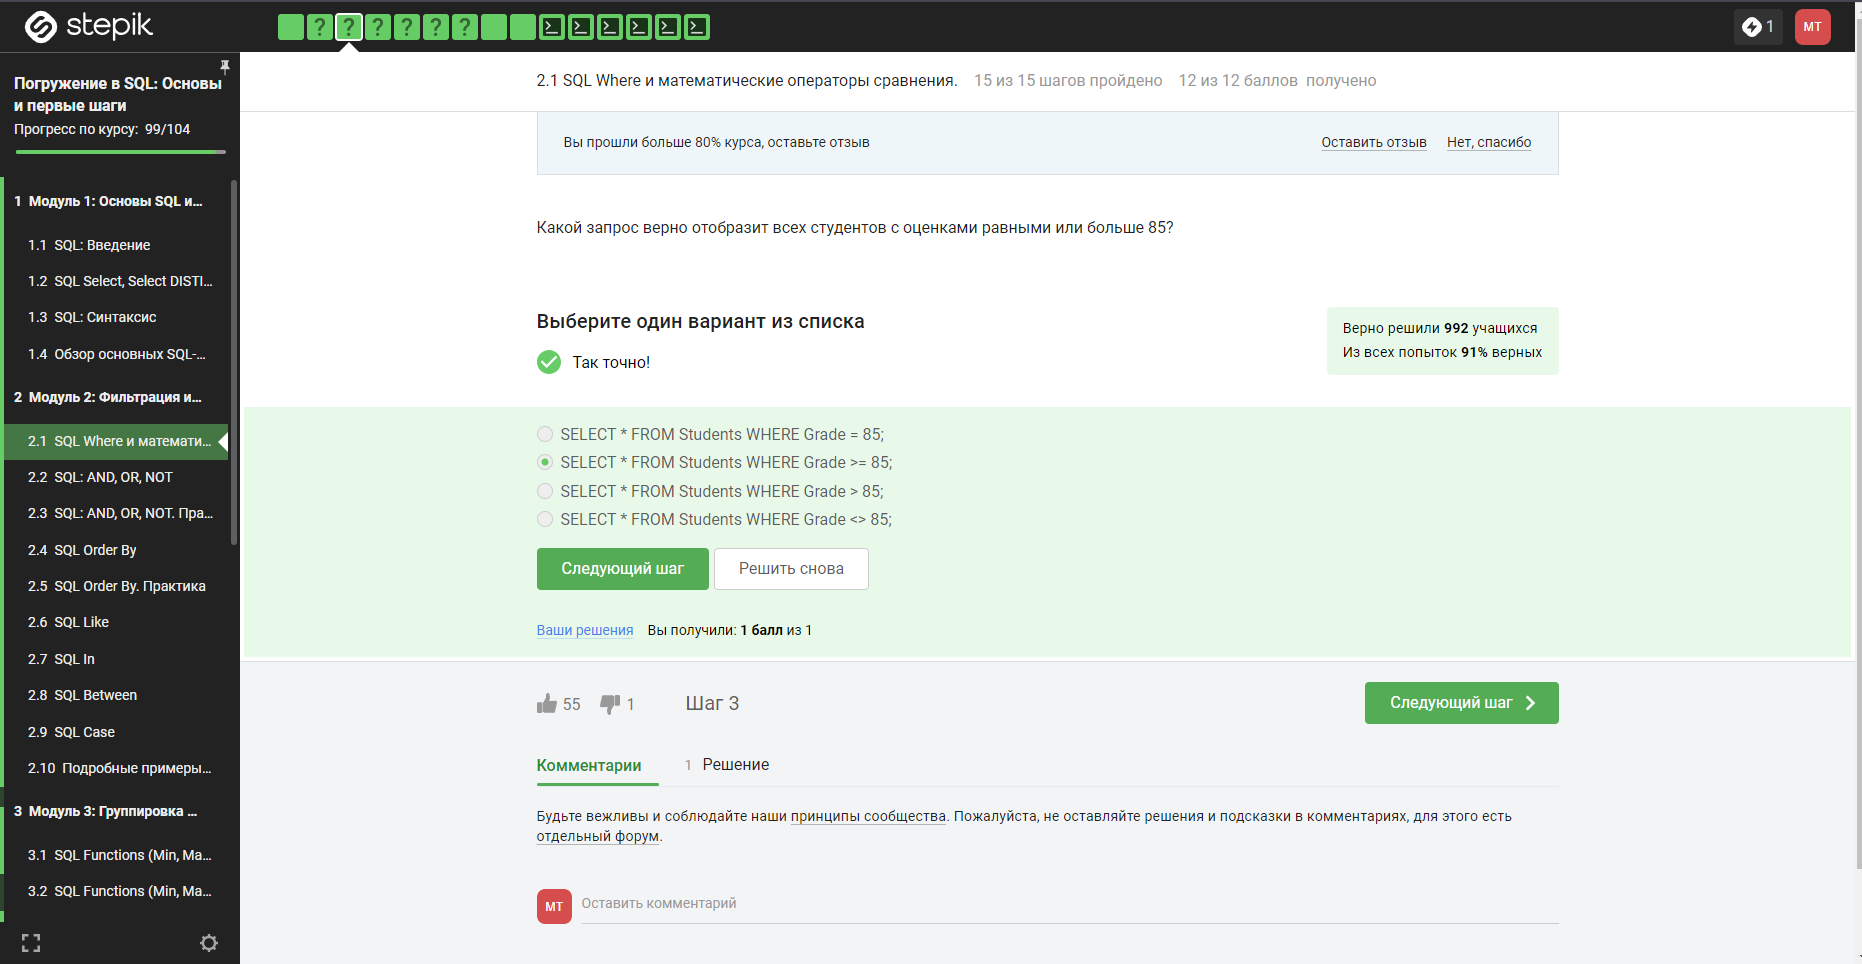 stepik
? ? ? ? ? ?
1
MT
Погружение в SQL: Основы
и первые шаги
Прогресс по курсу: 99/104
1 Модуль 1: Основы SQL и...
1.1 SQL: Введение
1.2 SQL Select, Select DISTI...
1.3 SQL: Синтаксис
1.4 Обзор основных SQL-...
2 Модуль 2: Фильтрация и...
2.1 SQL Where и математи...
2.2 SQL: AND, OR, NOT
2.3 SQL: AND, OR, NOT. Пра...
2.4 SQL Order By
2.5 SQL Order By. Практика
2.6 SQL Like
2.7 SQL In
2.8 SQL Between
2.9 SQL Case
2.10 Подробные примеры...
3 Модуль 3: Группировка ...
3.1 SQL Functions (Min, Ma...
3.2 SQL Functions (Min, Ma...
2.1 SQL Where и математические операторы сравнения. 15 из 15 шагов пройдено 12 из 12 баллов получено
Вы прошли больше 80% курса, оставьте отзыв Оставить отзыв Нет, спасибо
Какой запрос верно отобразит всех студентов с оценками равными или больше 85?
Выберите один вариант из списка
Так точно!
Верно решили 992 учащихся
Из всех попыток 91% верных
SELECT * FROM Students WHERE Grade = 85;
SELECT * FROM Students WHERE Grade >= 85;
SELECT * FROM Students WHERE Grade > 85;
SELECT * FROM Students WHERE Grade <> 85;
Следующий шаг Решить снова
Ваши решения Вы получили: 1 балл из 1
55 1 Шаг 3 Следующий шаг
Комментарии 1 Решение
Будьте вежливы и соблюдайте наши принципы сообщества. Пожалуйста, не оставляйте решения и подсказки в комментариях, для этого есть
отдельный форум.
MT Оставить комментарий